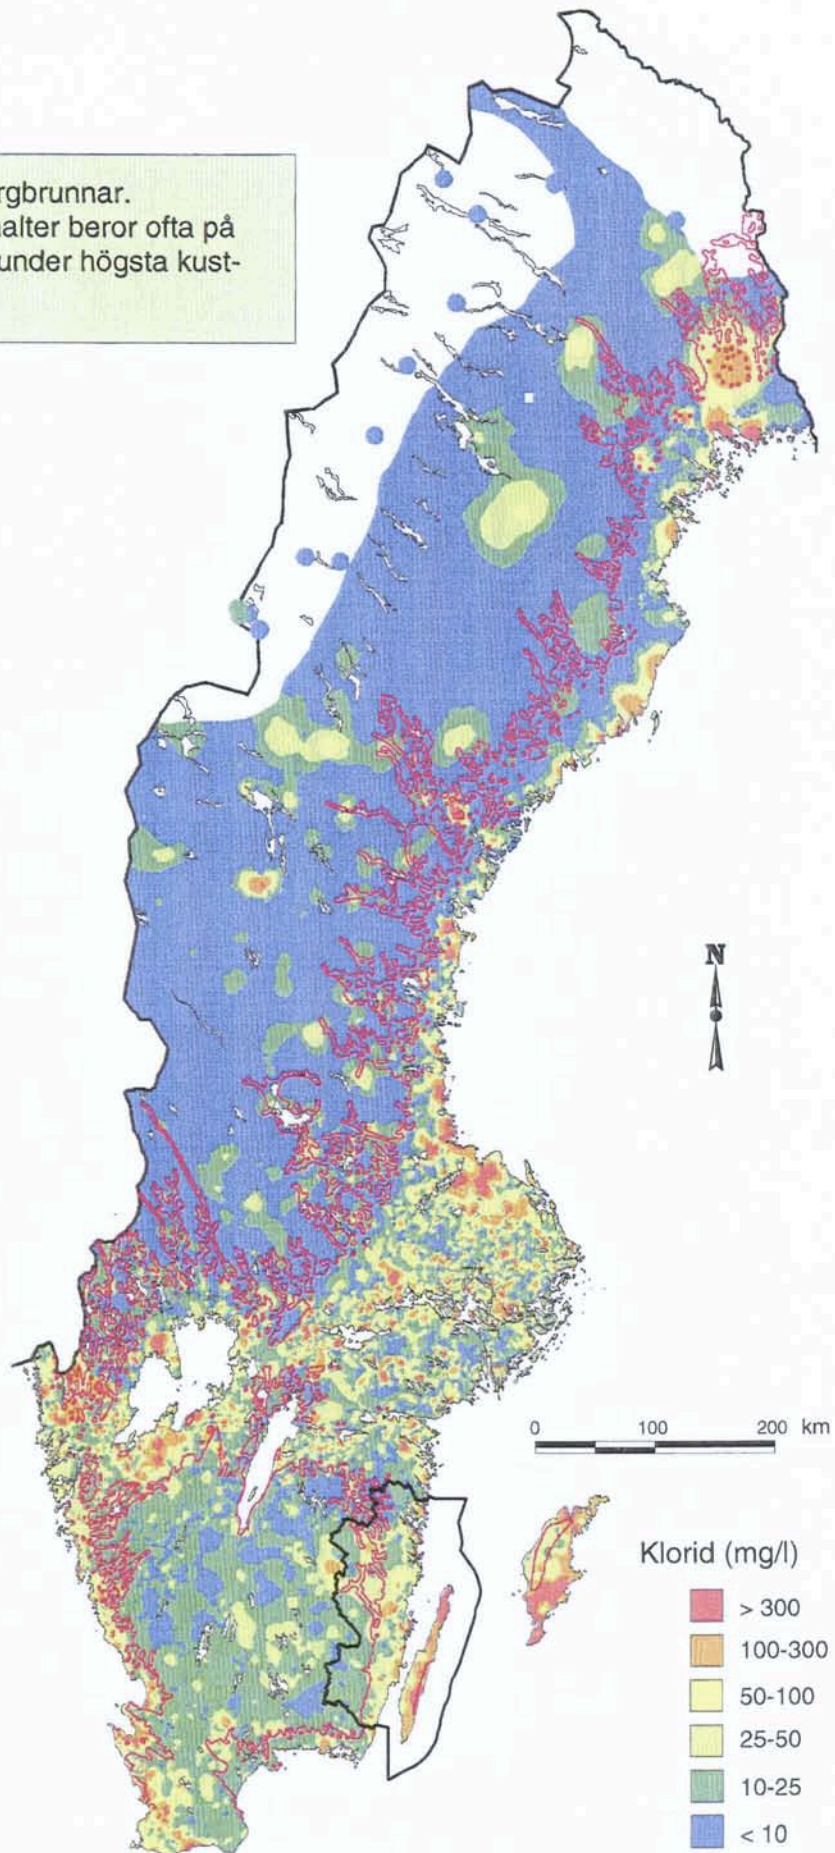 rgbrunnar.
alter beror ofta på
under högsta kust-
N
0 100 200 km
Klorid (mg/l)
> 300
100-300
50-100
25-50
10-25
< 10